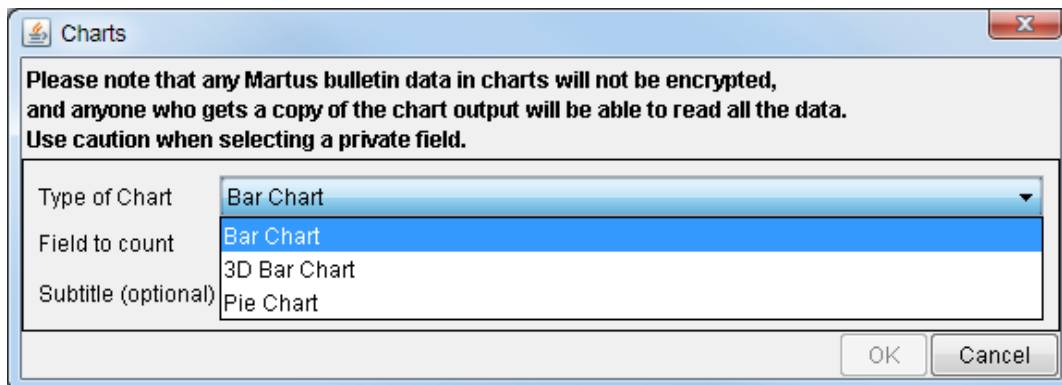 Charts
Please note that any Martus bulletin data in charts will not be encrypted,
and anyone who gets a copy of the chart output will be able to read all the data.
Use caution when selecting a private field.
Type of Chart Bar Chart
Field to count Bar Chart
3D Bar Chart
Subtitle (optional) Pie Chart
OK Cancel